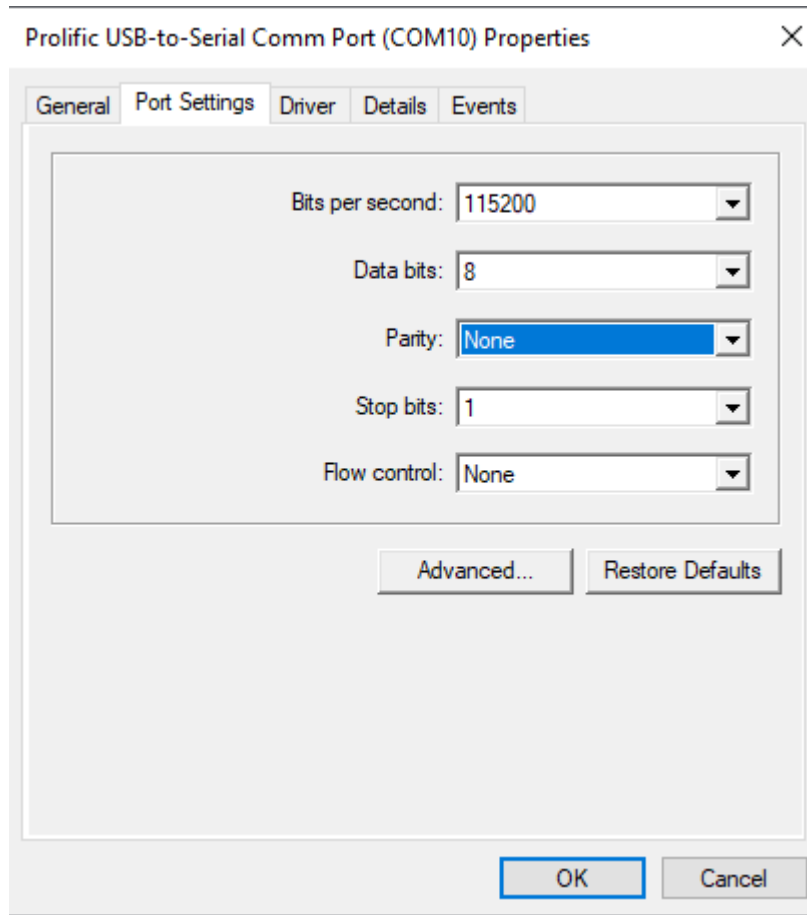 Prolific USB-to-Serial Comm Port (COM10) Properties
General Port Settings Driver Details Events
Bits per second: 115200
Data bits: 8
Parity: None
Stop bits: 1
Flow control: None
Advanced... Restore Defaults
OK Cancel